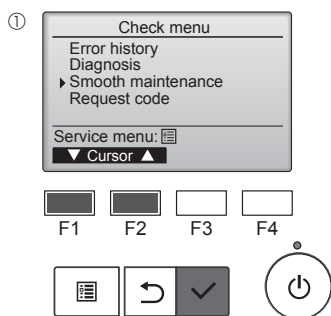 ①
Check menu
Error history
Diagnosis
Smooth maintenance
Request code
Service menu:
▼ Cursor ▲
F1 F2 F3 F4